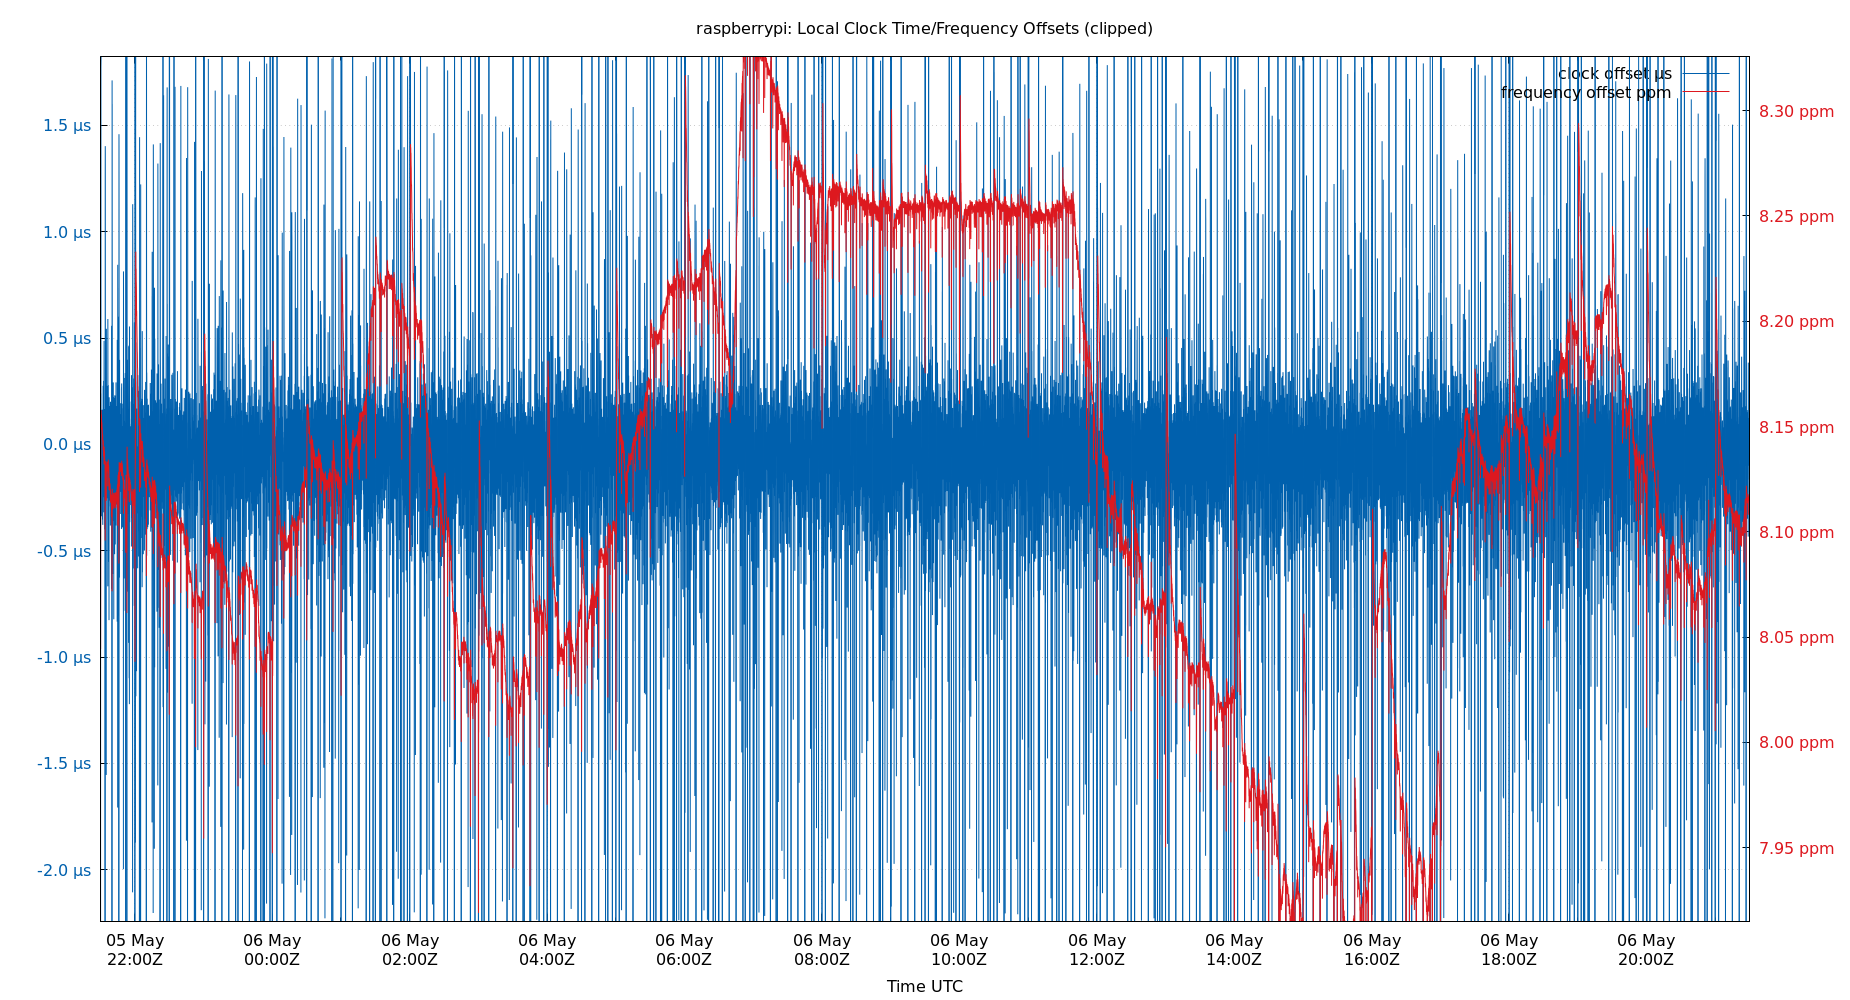 raspberrypi: Local Clock Time/Frequency Offsets (clipped)
clock offset µs
frequency offset ppm
1.5 µs
1.0 µs
0.5 µs
0.0 µs
-0.5 µs
-1.0 µs
-1.5 µs
-2.0 µs
8.30 ppm
8.25 ppm
8.20 ppm
8.15 ppm
8.10 ppm
8.05 ppm
8.00 ppm
7.95 ppm
05 May 06 May 06 May 06 May 06 May 06 May 06 May 06 May 06 May 06 May 06 May 06 May
22:00Z 00:00Z 02:00Z 04:00Z 06:00Z 08:00Z 10:00Z 12:00Z 14:00Z 16:00Z 18:00Z 20:00Z
Time UTC